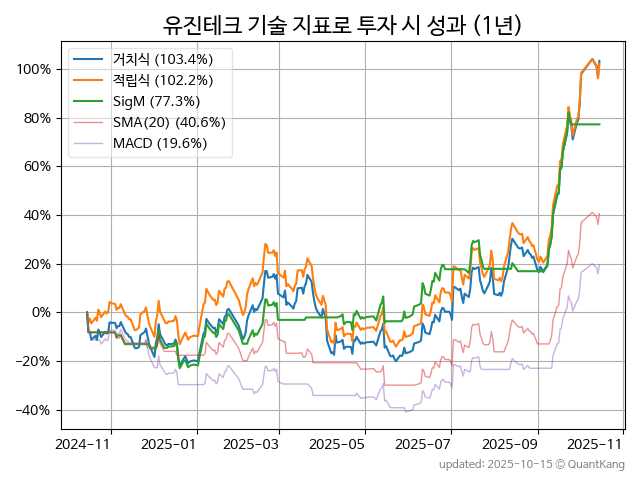 유진테크 기술 지표로 투자 시 성과 (1년)
거치식 (103.4%)
적립식 (102.2%)
SigM (77.3%)
SMA(20) (40.6%)
MACD (19.6%)
100%
80%
60%
40%
20%
0%
−20%
−40%
2024-11 2025-01 2025-03 2025-05 2025-07 2025-09 2025-11
updated: 2025-10-15 © QuantKang